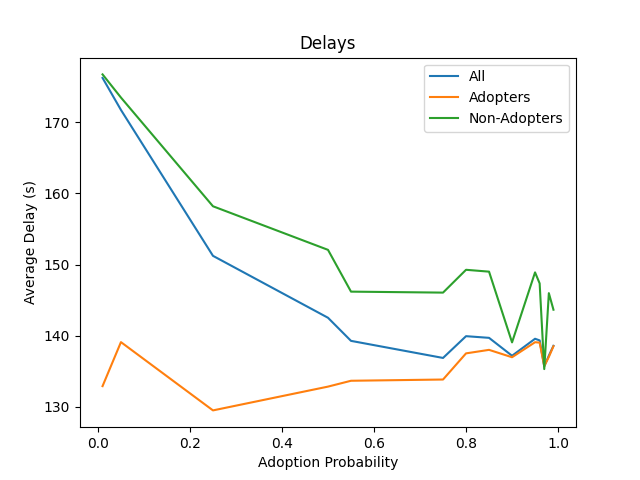 Delays
All
Adopters
Non-Adopters
170
160
150
140
130
Average Delay (s)
0.0 0.2 0.4 0.6 0.8 1.0
Adoption Probability